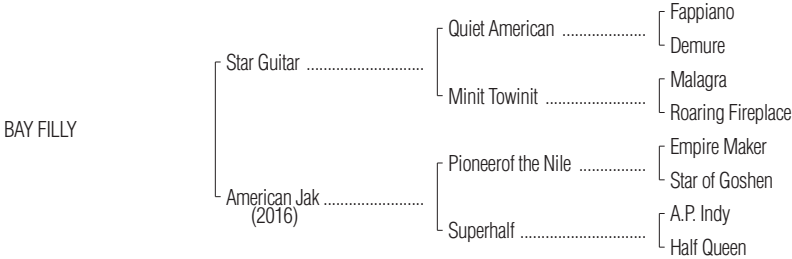 Fappiano
Quiet American ....................
Demure
Star Guitar ............................
Malagra
Minit Towinit ........................
Roaring Fireplace
BAY FILLY
Empire Maker
Pioneerof the Nile ................
Star of Goshen
American Jak ........................
(2016)
A.P. Indy
Superhalf ..............................
Half Queen